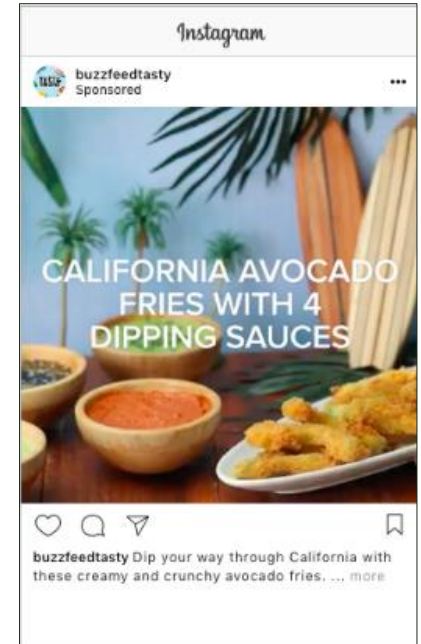 Instagram
TASTY
buzzfeedtasty
Sponsored
CALIFORNIA AVOCADO
FRIES WITH 4
DIPPING SAUCES
buzzfeedtasty Dip your way through California with
these creamy and crunchy avocado fries. ... more